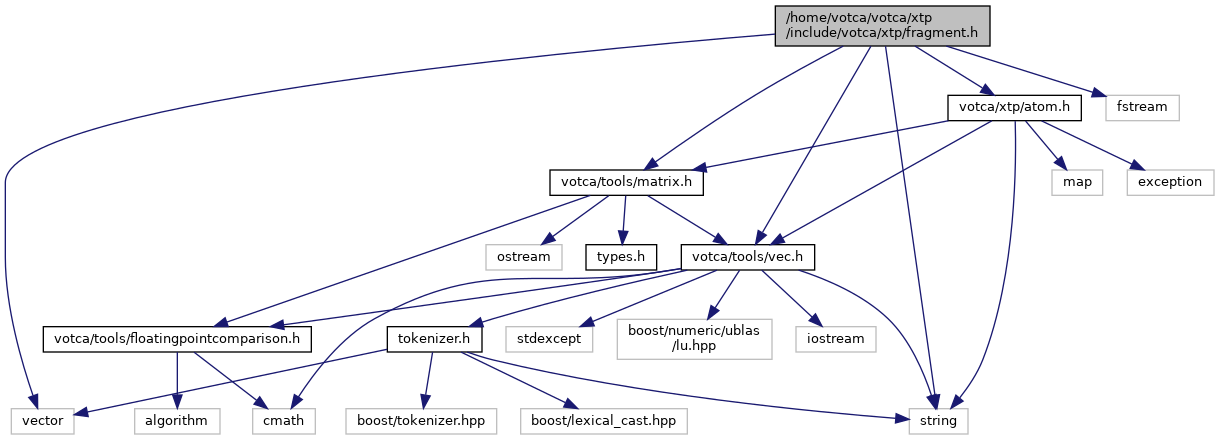 /home/votca/votca/xtp
/include/votca/xtp/fragment.h
votca/xtp/atom.h
fstream
votca/tools/matrix.h
map
exception
ostream
types.h
votca/tools/vec.h
votca/tools/floatingpointcomparison.h
tokenizer.h
stdexcept
boost/numeric/ublas
/lu.hpp
iostream
vector
algorithm
cmath
boost/tokenizer.hpp
boost/lexical_cast.hpp
string